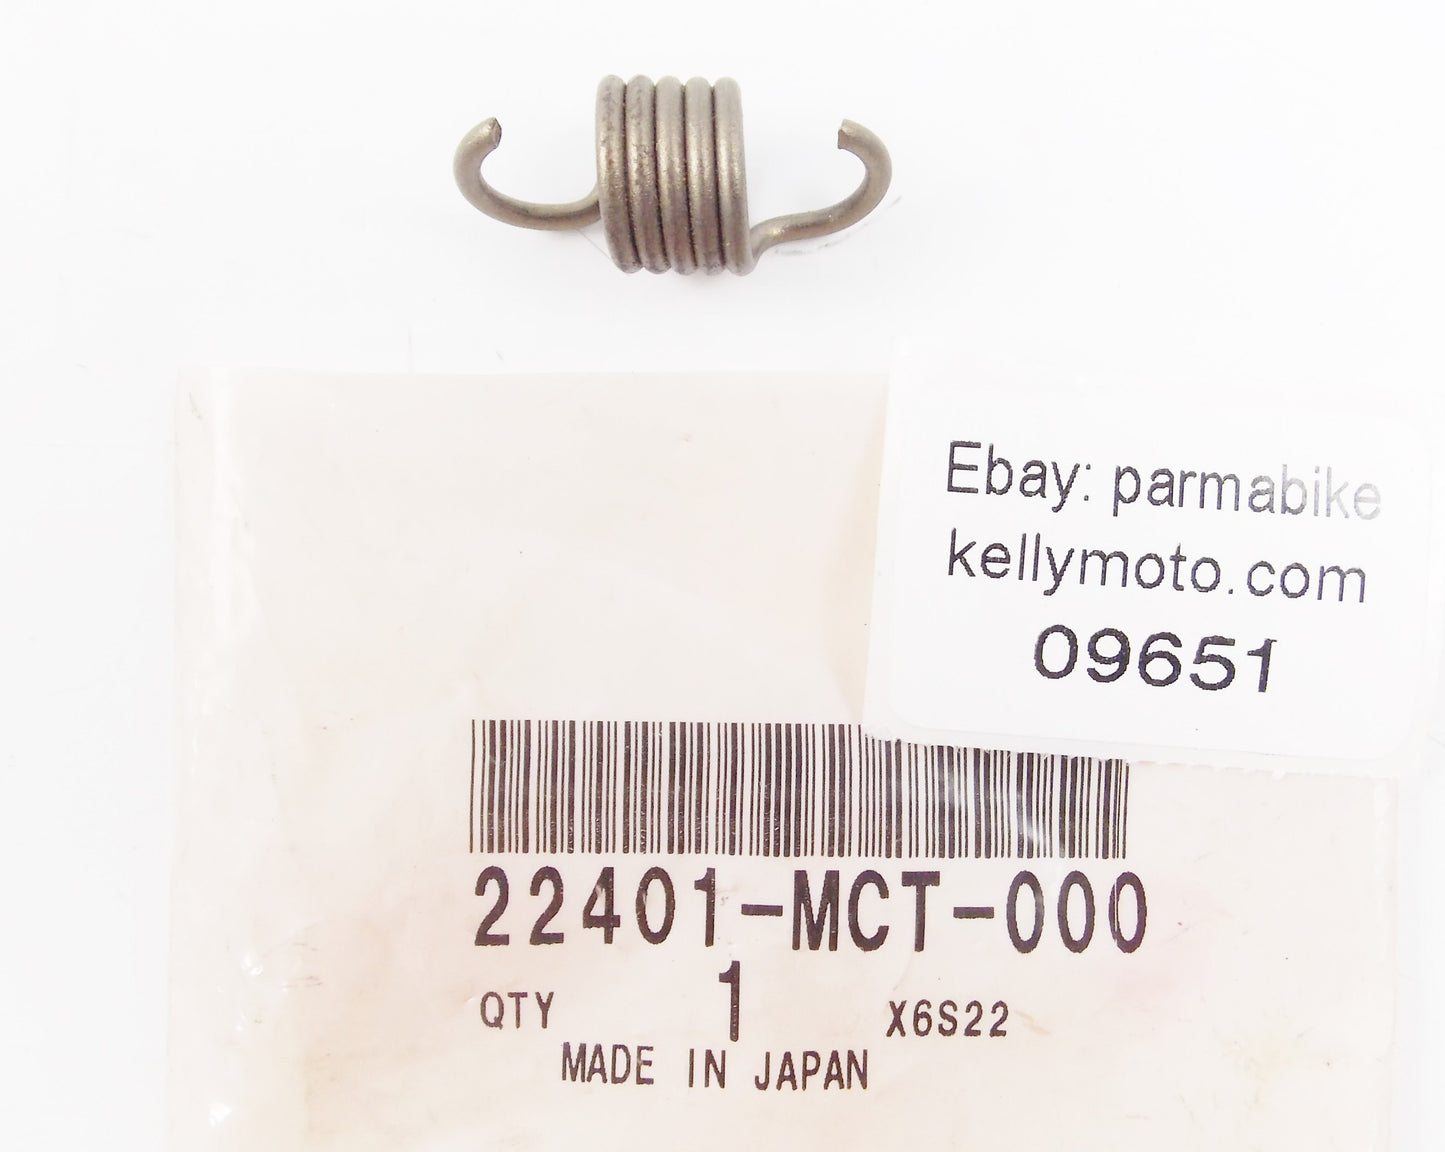 Ebay: parmabike
kellymoto.com
09651
22401-MCT-000
QTY 1 X6S22
MADE IN JAPAN